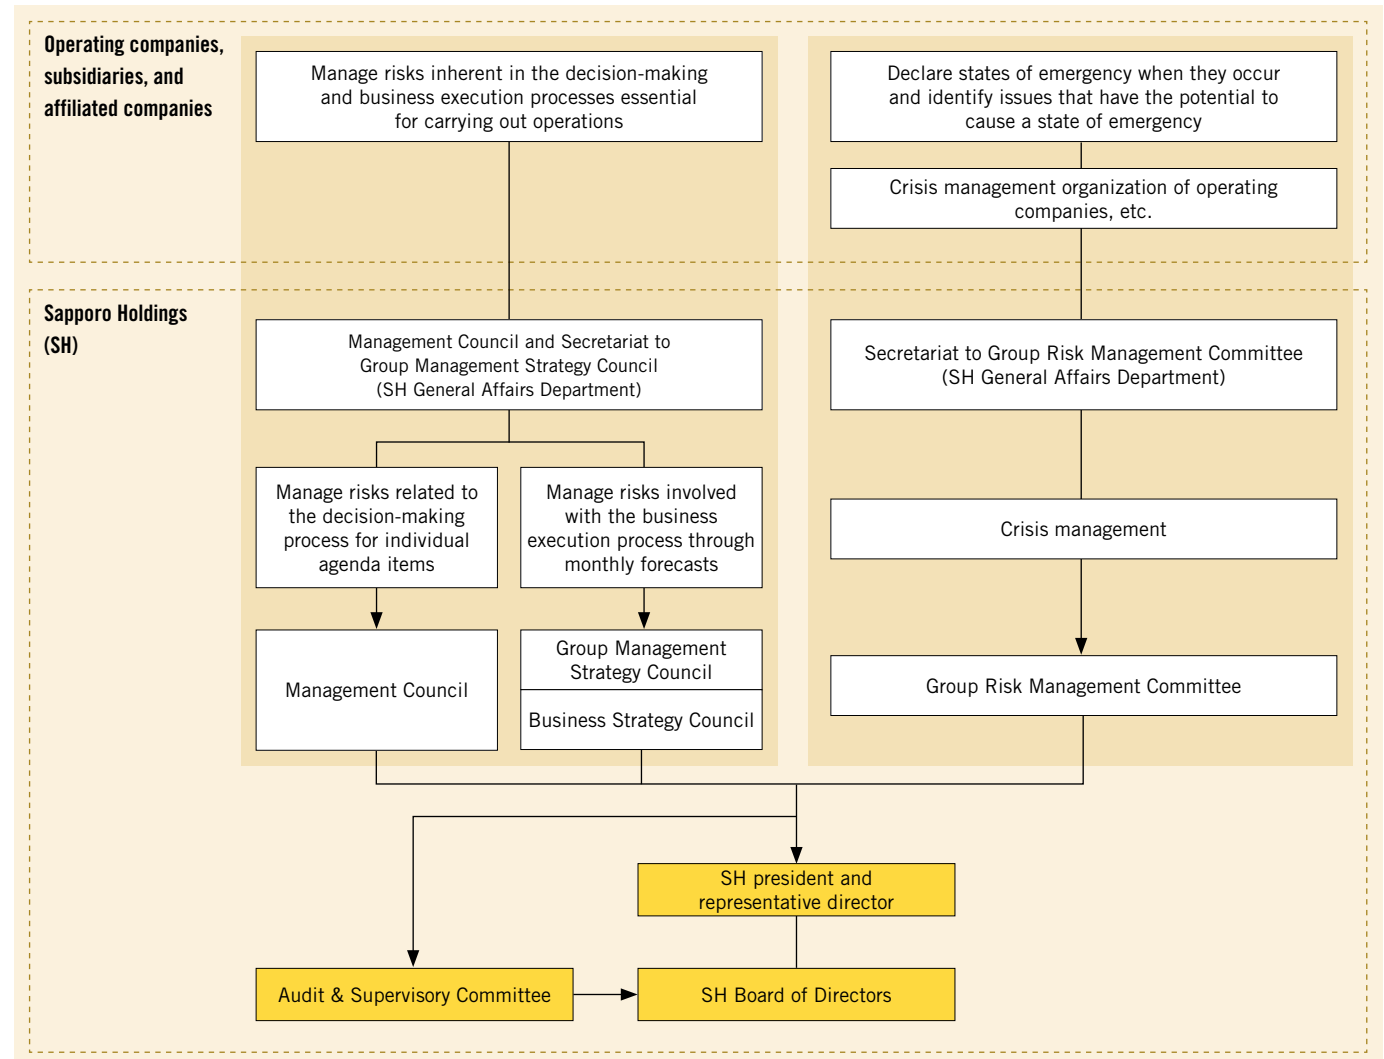 Operating companies,
subsidiaries, and
affiliated companies
Manage risks inherent in the decision-making
and business execution processes essential
for carrying out operations
Declare states of emergency when they occur
and identify issues that have the potential to
cause a state of emergency
Crisis management organization of operating
companies, etc.
Sapporo Holdings
(SH)
Management Council and Secretariat to
Group Management Strategy Council
(SH General Affairs Department)
Secretariat to Group Risk Management Committee
(SH General Affairs Department)
Manage risks related to
the decision-making
process for individual
agenda items
Manage risks involved
with the business
execution process through
monthly forecasts
Crisis management
Management Council
Group Management
Strategy Council
Business Strategy Council
Group Risk Management Committee
SH president and
representative director
Audit & Supervisory Committee
SH Board of Directors